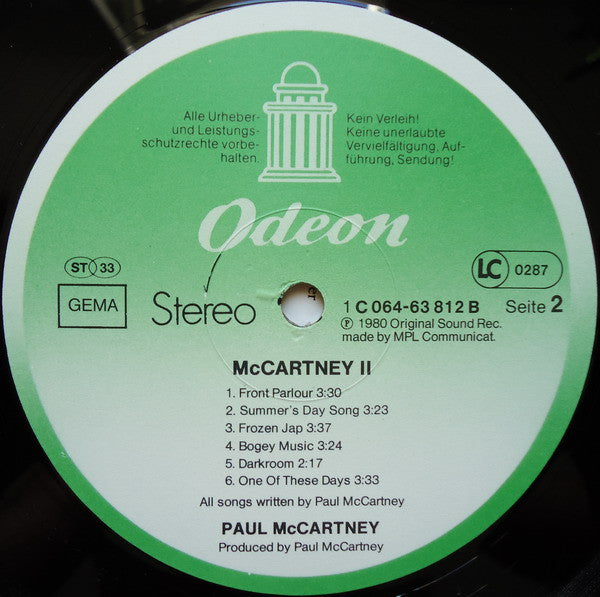 Alle Urheber-
und Leistungs-
schutzrechte vorbe-
halten.
Kein Verleih!
Keine unerlaubte
Vervielfältigung, Auf-
führung, Sendung!
Odeon
ST 33
GEMA
Stereo
LC 0287
1 C 064-63 812 B Seite 2
Ⓟ 1980 Original Sound Rec.
made by MPL Communicat.
McCARTNEY II
1. Front Parlour 3:30
2. Summer's Day Song 3:23
3. Frozen Jap 3:37
4. Bogey Music 3:24
5. Darkroom 2:17
6. One Of These Days 3:33
All songs written by Paul McCartney
PAUL McCARTNEY
Produced by Paul McCartney